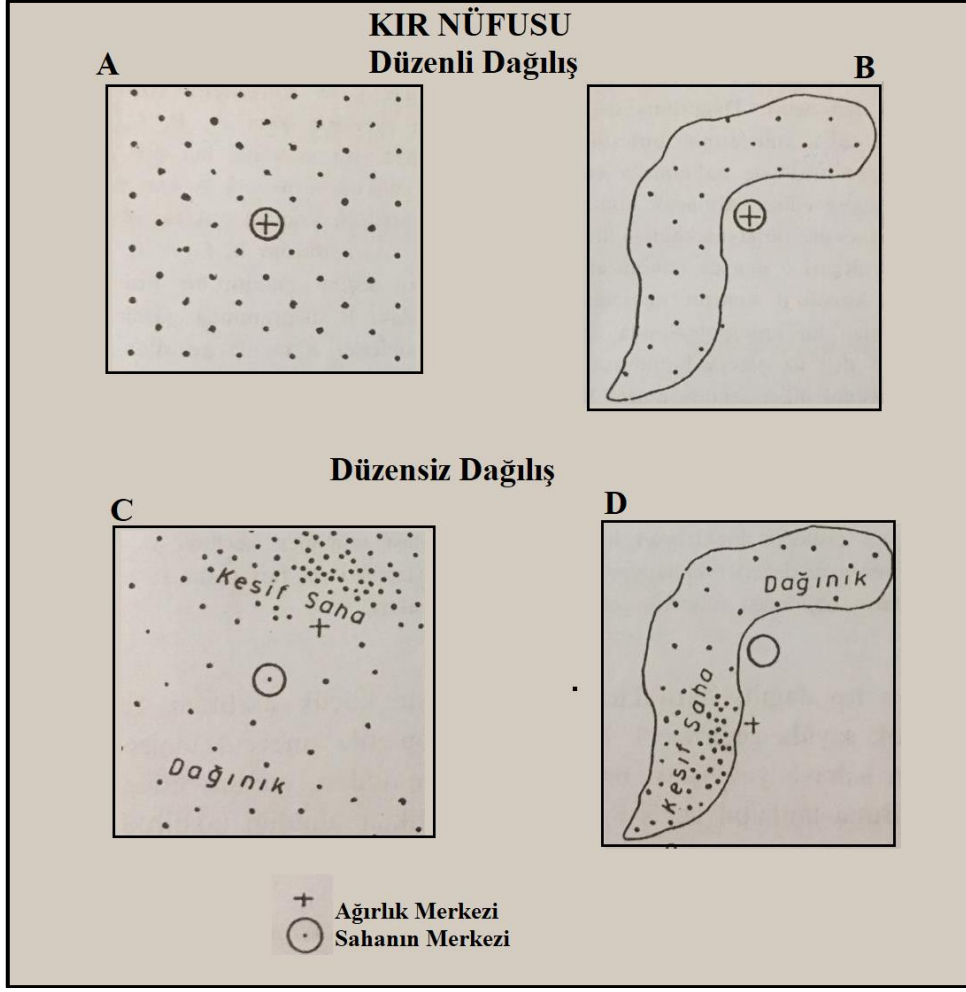 KIR NÜFUSU
Düzenli Dağılış
A
B
Düzensiz Dağılış
C
D
Kesif Saha
Dağınık
Dağınık
Kesif Saha
Ağırlık Merkezi
Sahanın Merkezi